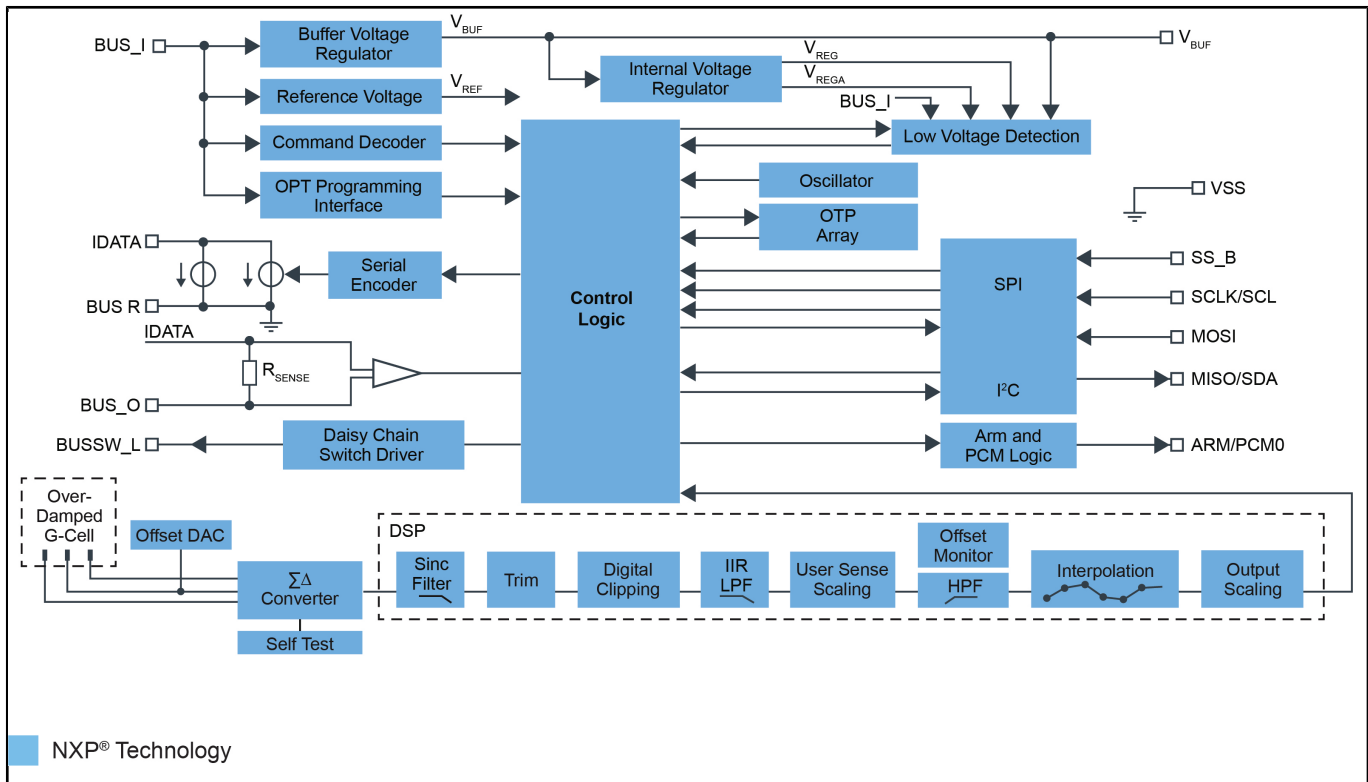 BUS_I
Buffer Voltage
Regulator
VBUF
VBUF
Internal Voltage
Regulator
VREG
VREGA
BUS_I
Reference Voltage
VREF
Low Voltage Detection
Command Decoder
OPT Programming
Interface
Oscillator
OTP
Array
VSS
IDATA
BUS R
Serial
Encoder
Control
Logic
SPI
I²C
SS_B
SCLK/SCL
MOSI
MISO/SDA
IDATA
RSENSE
BUS_O
BUSSW_L
Daisy Chain
Switch Driver
Arm and
PCM Logic
ARM/PCM0
Over-
Damped
G-Cell
Offset DAC
ΣΔ
Converter
Self Test
DSP
Sinc
Filter
Trim
Digital
Clipping
IIR
LPF
User Sense
Scaling
Offset
Monitor
HPF
Interpolation
Output
Scaling
NXP® Technology